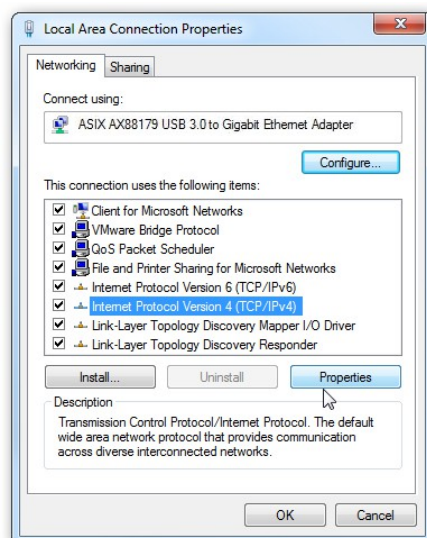 Local Area Connection Properties
Networking
Sharing
Connect using:
ASIX AX88179 USB 3.0 to Gigabit Ethernet Adapter
Configure...
This connection uses the following items:
Client for Microsoft Networks
VMware Bridge Protocol
QoS Packet Scheduler
File and Printer Sharing for Microsoft Networks
Internet Protocol Version 6 (TCP/IPv6)
Internet Protocol Version 4 (TCP/IPv4)
Link-Layer Topology Discovery Mapper I/O Driver
Link-Layer Topology Discovery Responder
Install...
Uninstall
Properties
Description
Transmission Control Protocol/Internet Protocol. The default
wide area network protocol that provides communication
across diverse interconnected networks.
OK
Cancel